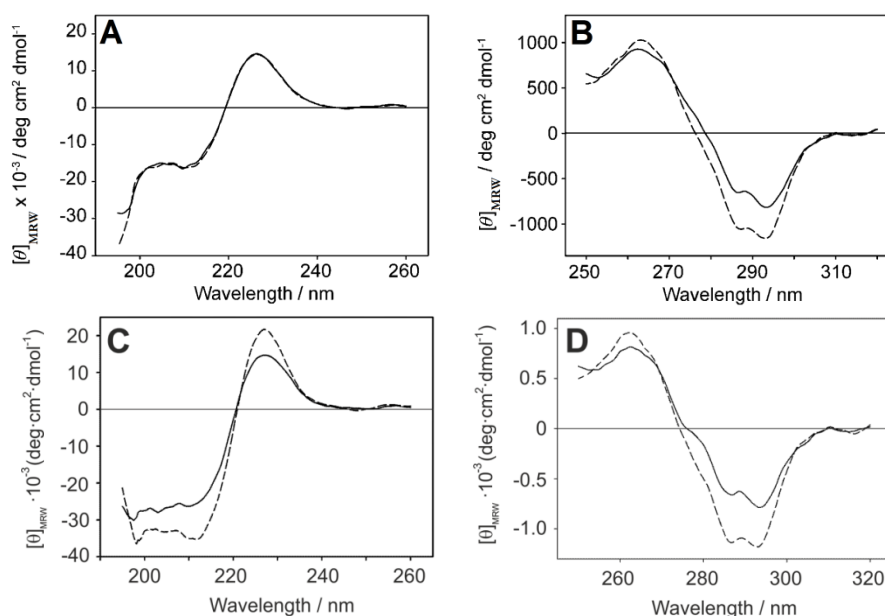 A
[θ]MRW x 10⁻³ / deg cm² dmol⁻¹
20
10
0
-10
-20
-30
-40
200 220 240 260
Wavelength / nm
B
[θ]MRW / deg cm² dmol⁻¹
1000
500
0
-500
-1000
250 270 290 310
Wavelength / nm
C
[θ]MRW ·10⁻³ (deg·cm²·dmol⁻¹)
20
10
0
-10
-20
-30
-40
200 220 240 260
Wavelength / nm
D
[θ]MRW ·10⁻³ (deg·cm²·dmol⁻¹)
1.0
0.5
0
-0.5
-1.0
260 280 300 320
Wavelength / nm